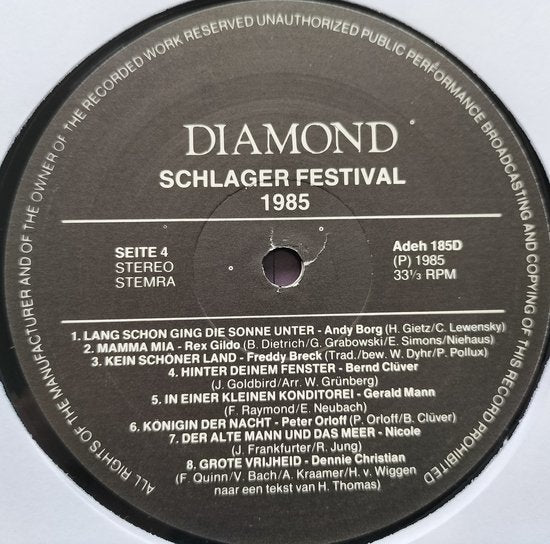 ALL RIGHTS OF THE MANUFACTURER AND OF THE OWNER OF THE RECORDED WORK RESERVED UNAUTHORIZED PUBLIC PERFORMANCE BROADCASTING AND COPYING OF THIS RECORD PROHIBITED
DIAMOND
SCHLAGER FESTIVAL
1985
SEITE 4
STEREO
STEMRA
Adeh 185D
(P) 1985
33⅓ RPM
1. LANG SCHON GING DIE SONNE UNTER - Andy Borg (H. Gietz/C. Lewensky)
2. MAMMA MIA - Rex Gildo (B. Dietrich/G. Grabowski/E. Simons/Niehaus)
3. KEIN SCHÖNER LAND - Freddy Breck (Trad./bew. W. Dyhr/P. Pollux)
4. HINTER DEINEM FENSTER - Bernd Clüver
(J. Goldbird/Arr. W. Grünberg)
5. IN EINER KLEINEN KONDITOREI - Gerald Mann
(F. Raymond/E. Neubach)
6. KÖNIGIN DER NACHT - Peter Orloff (P. Orloff/B. Clüver)
7. DER ALTE MANN UND DAS MEER - Nicole
(J. Frankfurter/R. Jung)
8. GROTE VRIJHEID - Dennie Christian
(F. Quinn/V. Bach/A. Kraamer/H. v. Wiggen
naar een tekst van H. Thomas)